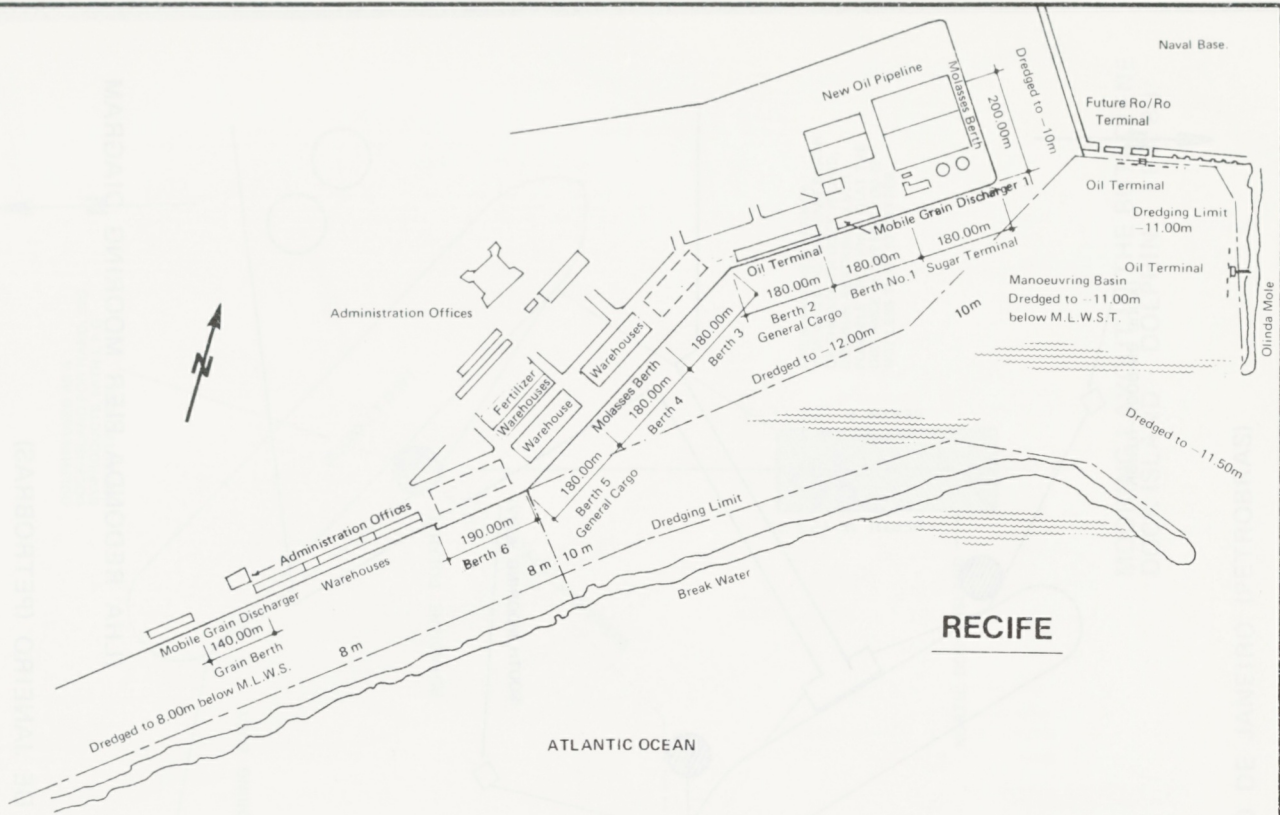 Naval Base.
New Oil Pipeline
Molasses Berth
200.00m
Dredged to -10m
Future Ro/Ro
Terminal
Oil Terminal
Dredging Limit
-11.00m
Oil Terminal
Olinda Mole
Mobile Grain Discharger 1
180.00m
Sugar Terminal
Oil Terminal
180.00m
180.00m
Berth No.1
Berth 2
General Cargo
Manoeuvring Basin
Dredged to -11.00m
below M.L.W.S.T.
10m
Dredged to -12.00m
Administration Offices
N
180.00m
Berth 3
Warehouses
Molasses Berth
180.00m
Berth 4
Fertilizer
Warehouses
Warehouse
180.00m
Berth 5
General Cargo
Dredged to -11.50m
Dredging Limit
190.00m
Berth 6
8 m
10 m
Administration Offices
Warehouses
Break Water
Mobile Grain Discharger
140.00m
Grain Berth
8 m
Dredged to 8.00m below M.L.W.S.
RECIFE
ATLANTIC OCEAN